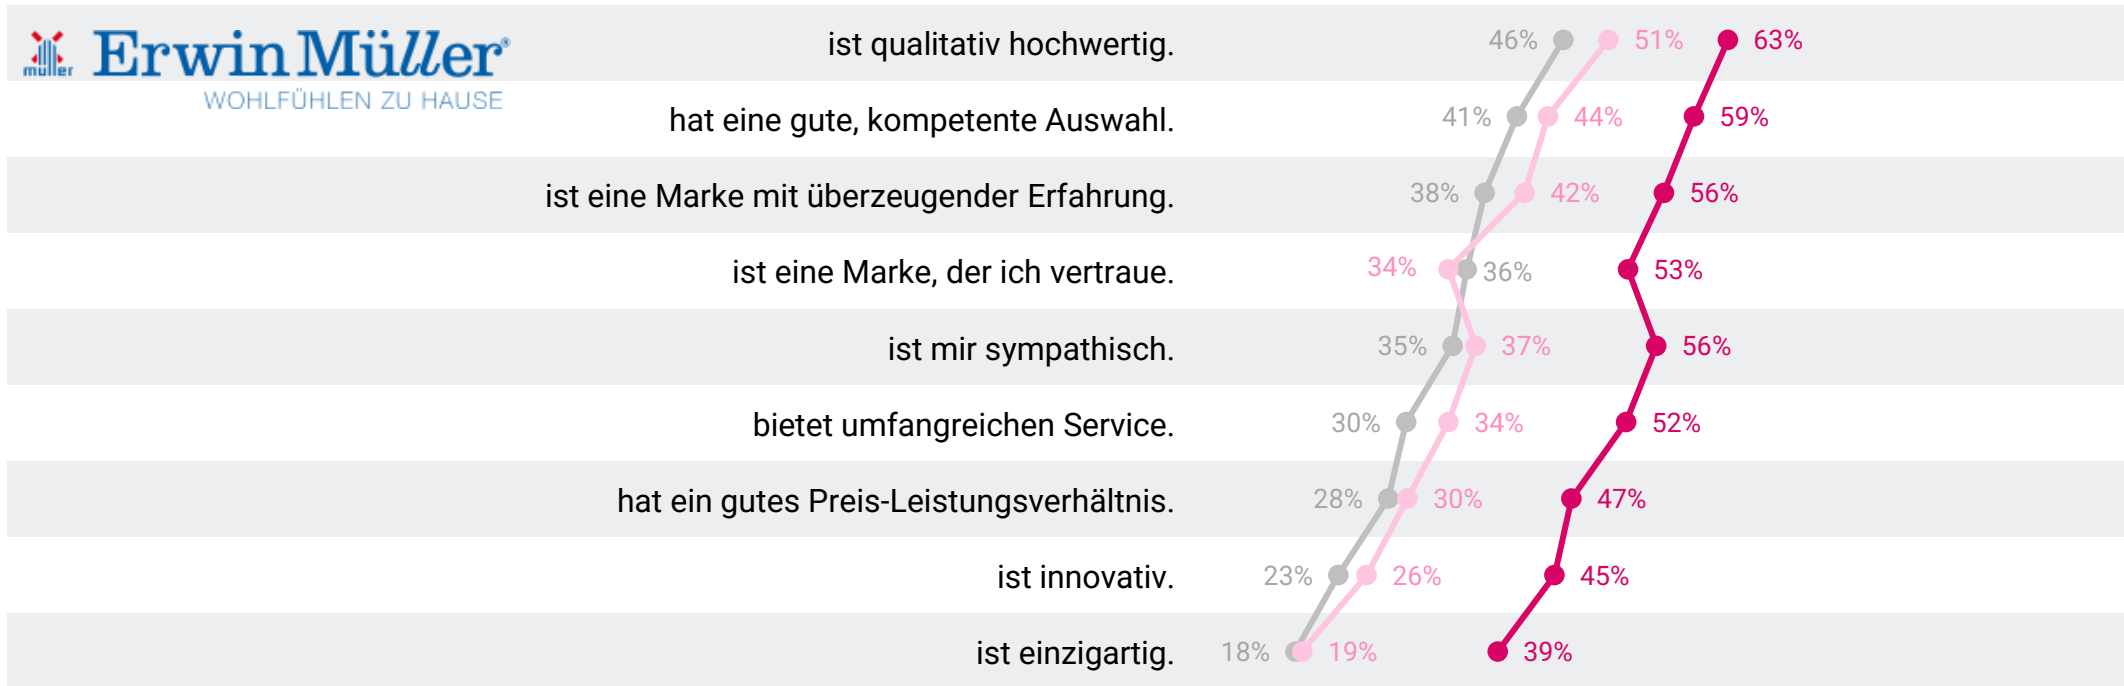 müller Erwin Müller®
WOHLFÜHLEN ZU HAUSE
ist qualitativ hochwertig. 46% 51% 63%
hat eine gute, kompetente Auswahl. 41% 44% 59%
ist eine Marke mit überzeugender Erfahrung. 38% 42% 56%
ist eine Marke, der ich vertraue. 34% 36% 53%
ist mir sympathisch. 35% 37% 56%
bietet umfangreichen Service. 30% 34% 52%
hat ein gutes Preis-Leistungsverhältnis. 28% 30% 47%
ist innovativ. 23% 26% 45%
ist einzigartig. 18% 19% 39%